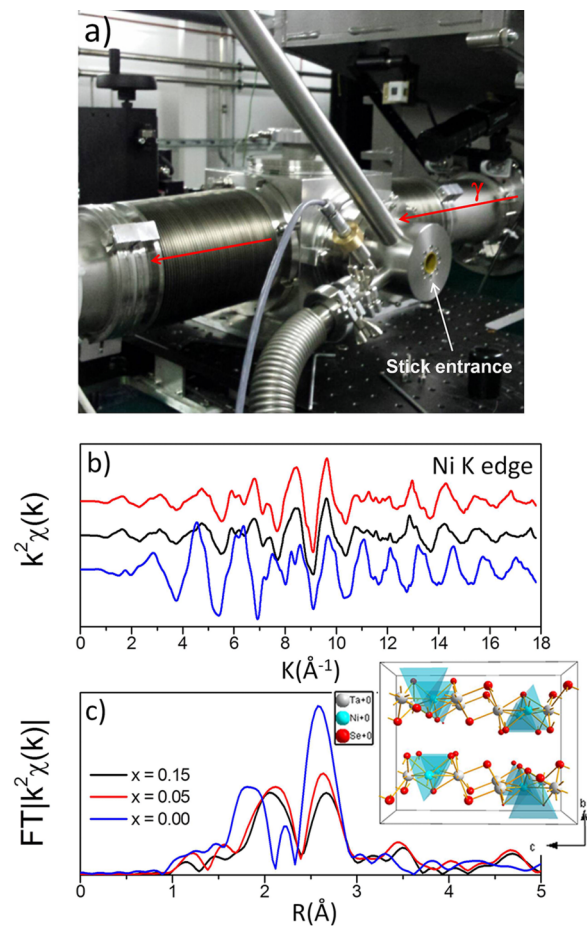 a)
γ
Stick entrance
b)
Ni K edge
k²χ(k)
0 2 4 6 8 10 12 14 16 18
K(Å⁻¹)
c)
Ta+0
Ni+0
Se+0
x = 0.15
x = 0.05
x = 0.00
b
c
FT|k²χ(k)|
0 1 2 3 4 5
R(Å)